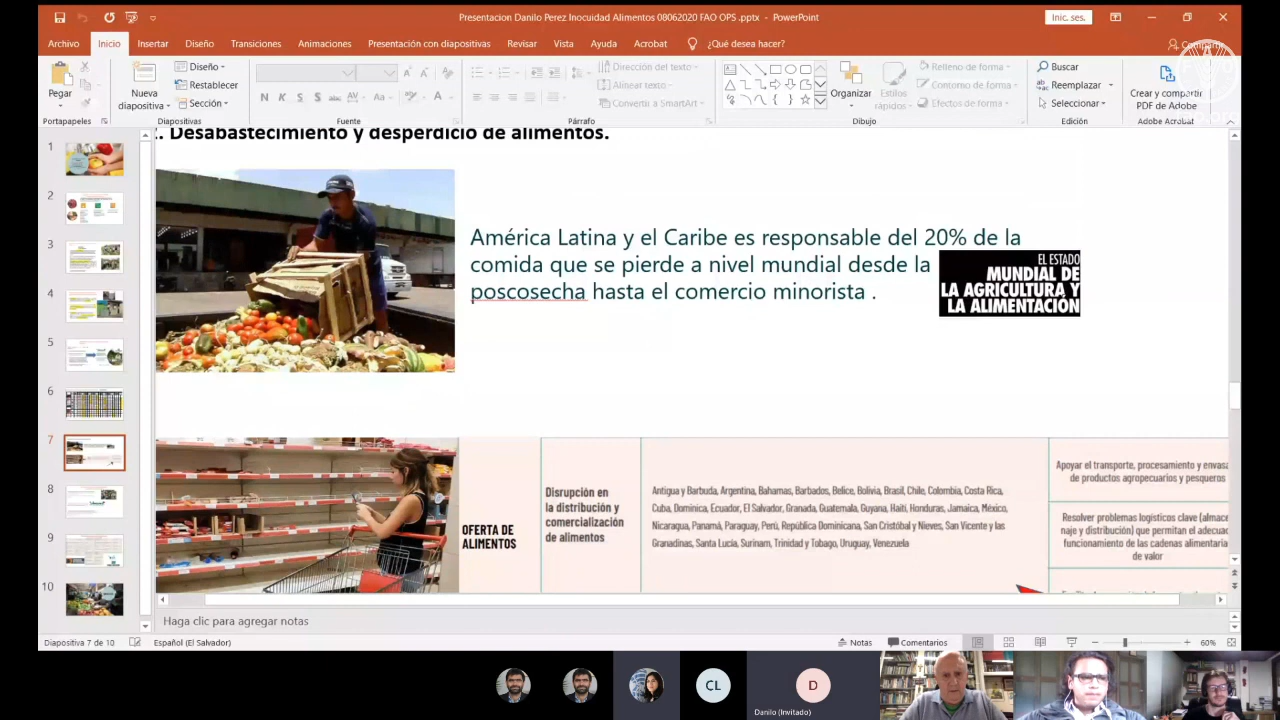 Presentacion Danilo Perez Inocuidad Alimentos 08062020 FAO OPS .pptx - PowerPoint
Inic. ses.
Archivo Inicio Insertar Diseño Transiciones Animaciones Presentación con diapositivas Revisar Vista Ayuda Acrobat ¿Qué desea hacer?
Pegar
Nueva
diapositiva
Diseño
Restablecer
Sección
N K S S abc AV Aa A
Dirección del texto
Alinear texto
Convertir a SmartArt
Organizar
Estilos
rápidos
Relleno de forma
Contorno de forma
Efectos de forma
Buscar
Reemplazar
Seleccionar
Crear y compartir
PDF de Adobe
Portapapeles Diapositivas Fuente Párrafo Dibujo Edición Adobe Acrobat
Desabastecimiento y desperdicio de alimentos.
América Latina y el Caribe es responsable del 20% de la
comida que se pierde a nivel mundial desde la
poscosecha hasta el comercio minorista .
EL ESTADO
MUNDIAL DE
LA AGRICULTURA Y
LA ALIMENTACIÓN
OFERTA DE
ALIMENTOS
Disrupción en
la distribución y
comercialización
de alimentos
Antigua y Barbuda, Argentina, Bahamas, Barbados, Belice, Bolivia, Brasil, Chile, Colombia, Costa Rica,
Cuba, Dominica, Ecuador, El Salvador, Granada, Guatemala, Guyana, Haití, Honduras, Jamaica, México,
Nicaragua, Panamá, Paraguay, Perú, República Dominicana, San Cristóbal y Nieves, San Vicente y las
Granadinas, Santa Lucía, Surinam, Trinidad y Tobago, Uruguay, Venezuela
Apoyar el transporte, procesamiento y envasa
de productos agropecuarios y pesqueros
Resolver problemas logísticos clave (almace
naje y distribución) que permitan el adecuad
funcionamiento de las cadenas alimentaria
de valor
1
2
3
5
6
7
8
9
10
Haga clic para agregar notas
Diapositiva 7 de 10 Español (El Salvador) Notas Comentarios 60%
CL
D
Danilo (Invitado)